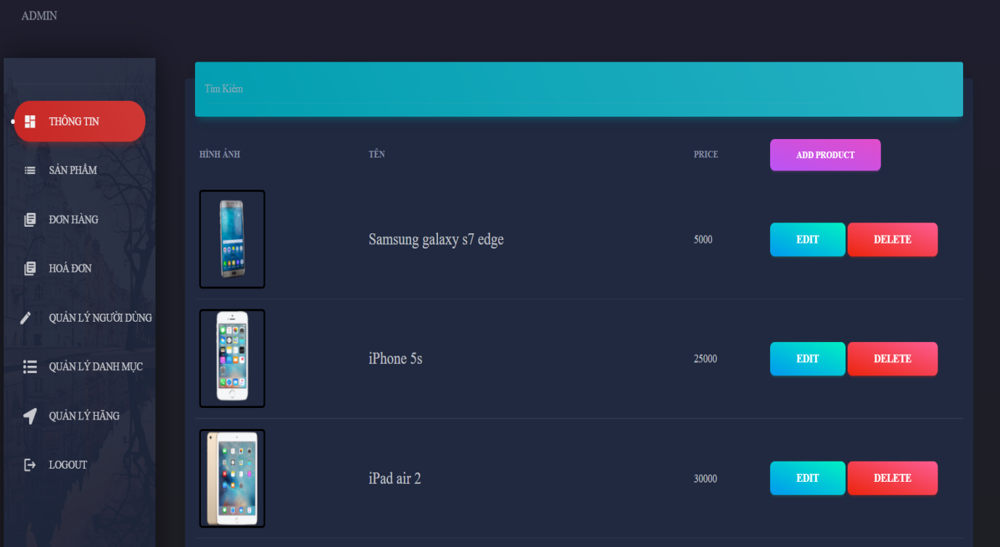 ADMIN
THÔNG TIN
SẢN PHẨM
ĐƠN HÀNG
HOÁ ĐƠN
QUẢN LÝ NGƯỜI DÙNG
QUẢN LÝ DANH MỤC
QUẢN LÝ HÃNG
LOGOUT
Tìm Kiếm
HÌNH ẢNH TÊN PRICE ADD PRODUCT
Samsung galaxy s7 edge 5000 EDIT DELETE
iPhone 5s 25000 EDIT DELETE
iPad air 2 30000 EDIT DELETE